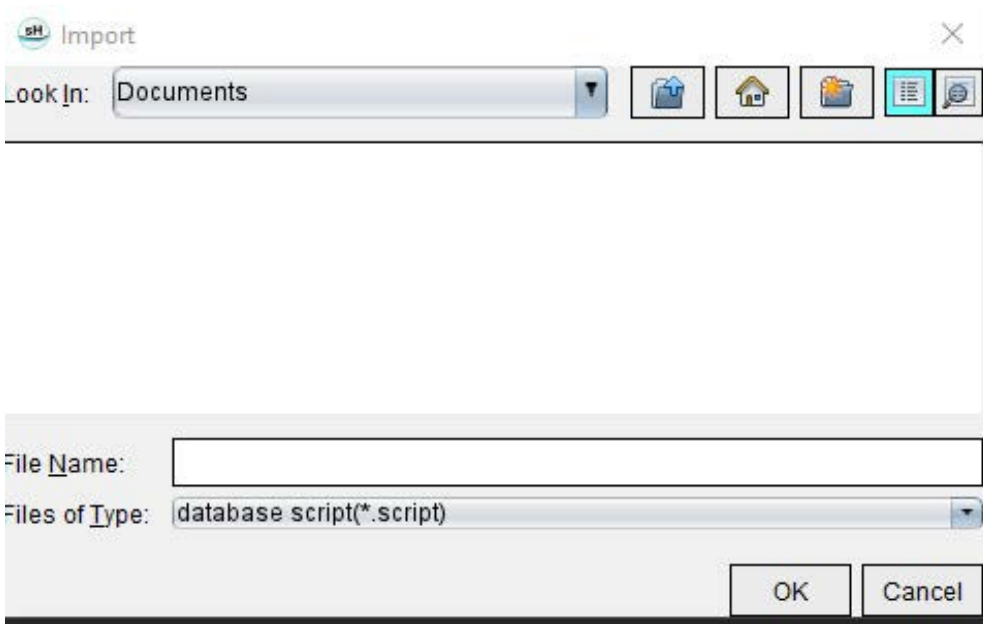 sH Import
Look In: Documents
File Name:
Files of Type: database script(*.script)
OK Cancel